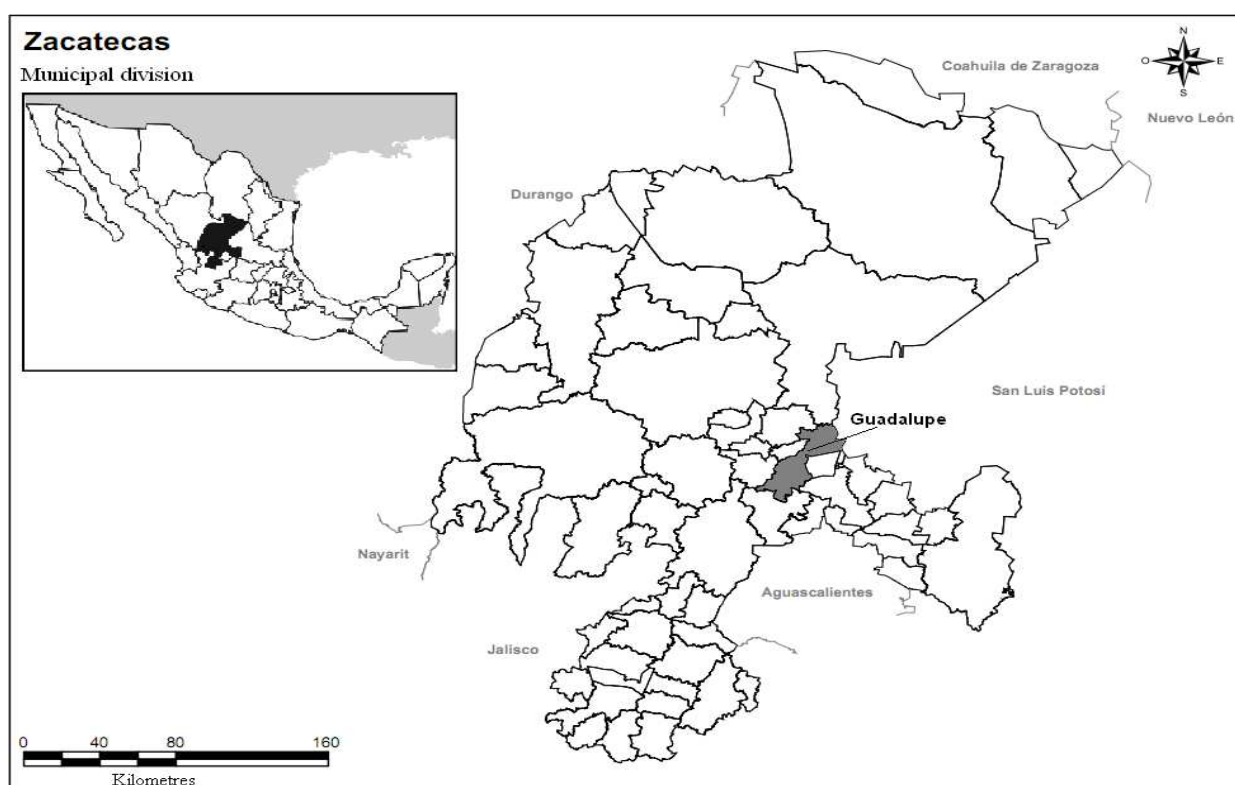 Zacatecas
Municipal division
N
O
E
S
Coahuila de Zaragoza
Nuevo León
Durango
San Luis Potosi
Guadalupe
Nayarit
Aguascalientes
Jalisco
0 40 80 160
Kilometres